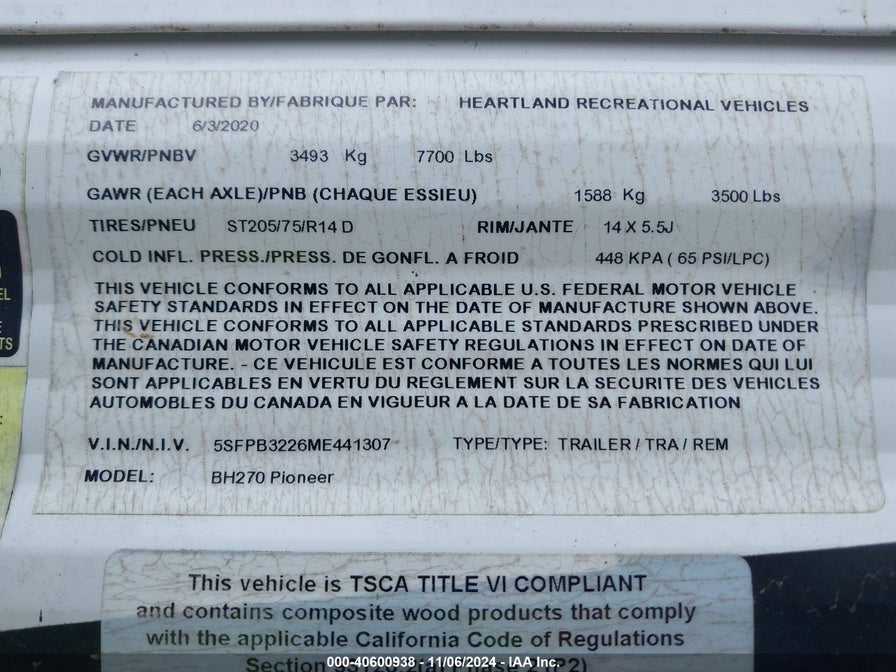 MANUFACTURED BY/FABRIQUE PAR: HEARTLAND RECREATIONAL VEHICLES
DATE 6/3/2020
GVWR/PNBV 3493 Kg 7700 Lbs
GAWR (EACH AXLE)/PNB (CHAQUE ESSIEU) 1588 Kg 3500 Lbs
TIRES/PNEU ST205/75/R14 D RIM/JANTE 14 X 5.5J
COLD INFL. PRESS./PRESS. DE GONFL. A FROID 448 KPA ( 65 PSI/LPC)
THIS VEHICLE CONFORMS TO ALL APPLICABLE U.S. FEDERAL MOTOR VEHICLE
SAFETY STANDARDS IN EFFECT ON THE DATE OF MANUFACTURE SHOWN ABOVE.
THIS VEHICLE CONFORMS TO ALL APPLICABLE STANDARDS PRESCRIBED UNDER
THE CANADIAN MOTOR VEHICLE SAFETY REGULATIONS IN EFFECT ON DATE OF
MANUFACTURE. - CE VEHICULE EST CONFORME A TOUTES LES NORMES QUI LUI
SONT APPLICABLES EN VERTU DU REGLEMENT SUR LA SECURITE DES VEHICLES
AUTOMOBILES DU CANADA EN VIGUEUR A LA DATE DE SA FABRICATION
V.I.N./N.I.V. 5SFPB3226ME441307 TYPE/TYPE: TRAILER / TRA / REM
MODEL: BH270 Pioneer
This vehicle is TSCA TITLE VI COMPLIANT
and contains composite wood products that comply
with the applicable California Code of Regulations
Section
000-40600938 - 11/06/2024 - IAA Inc.